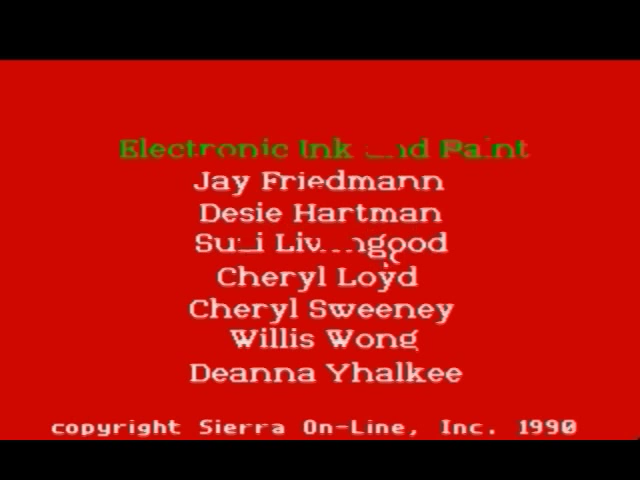 Electronic Ink and Paint
Jay Friedmann
Desie Hartman
Cheryl Loyd
Cheryl Sweeney
Willis Wong
Deanna Yhalkee
copyright Sierra On-Line, Inc. 1990